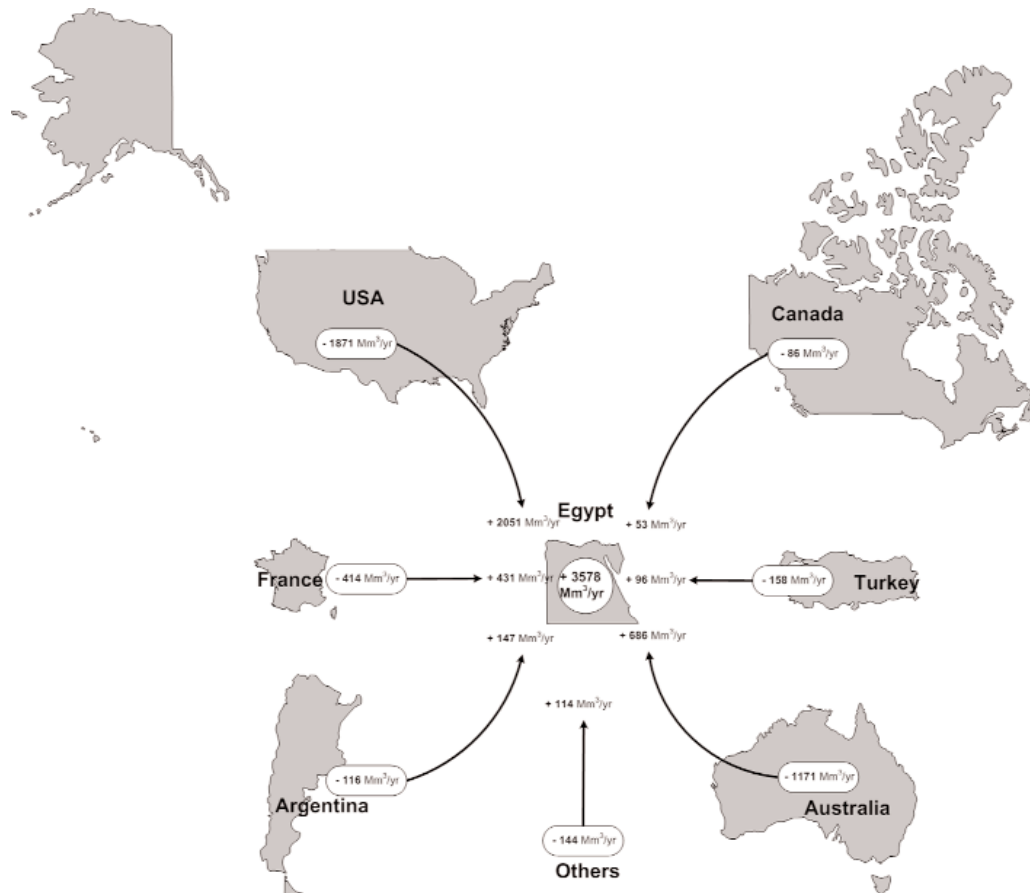 USA
- 1871 Mm³/yr
Canada
- 86 Mm³/yr
Egypt
+ 2051 Mm³/yr
+ 53 Mm³/yr
France
- 414 Mm³/yr
+ 431 Mm³/yr
+ 3578
Mm³/yr
+ 96 Mm³/yr
- 158 Mm³/yr
Turkey
+ 147 Mm³/yr
+ 686 Mm³/yr
+ 114 Mm³/yr
- 116 Mm³/yr
Argentina
- 1171 Mm³/yr
Australia
- 144 Mm³/yr
Others